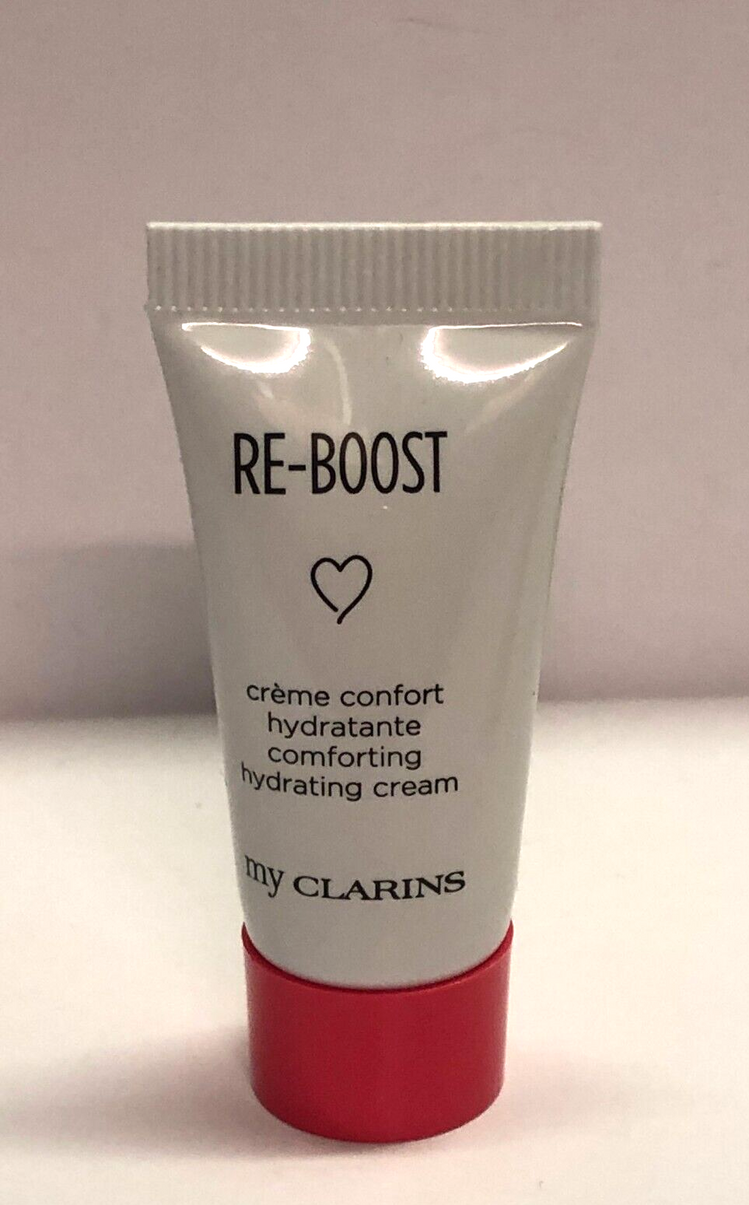 RE-BOOST
crème confort
hydratante
comforting
hydrating cream
my CLARINS